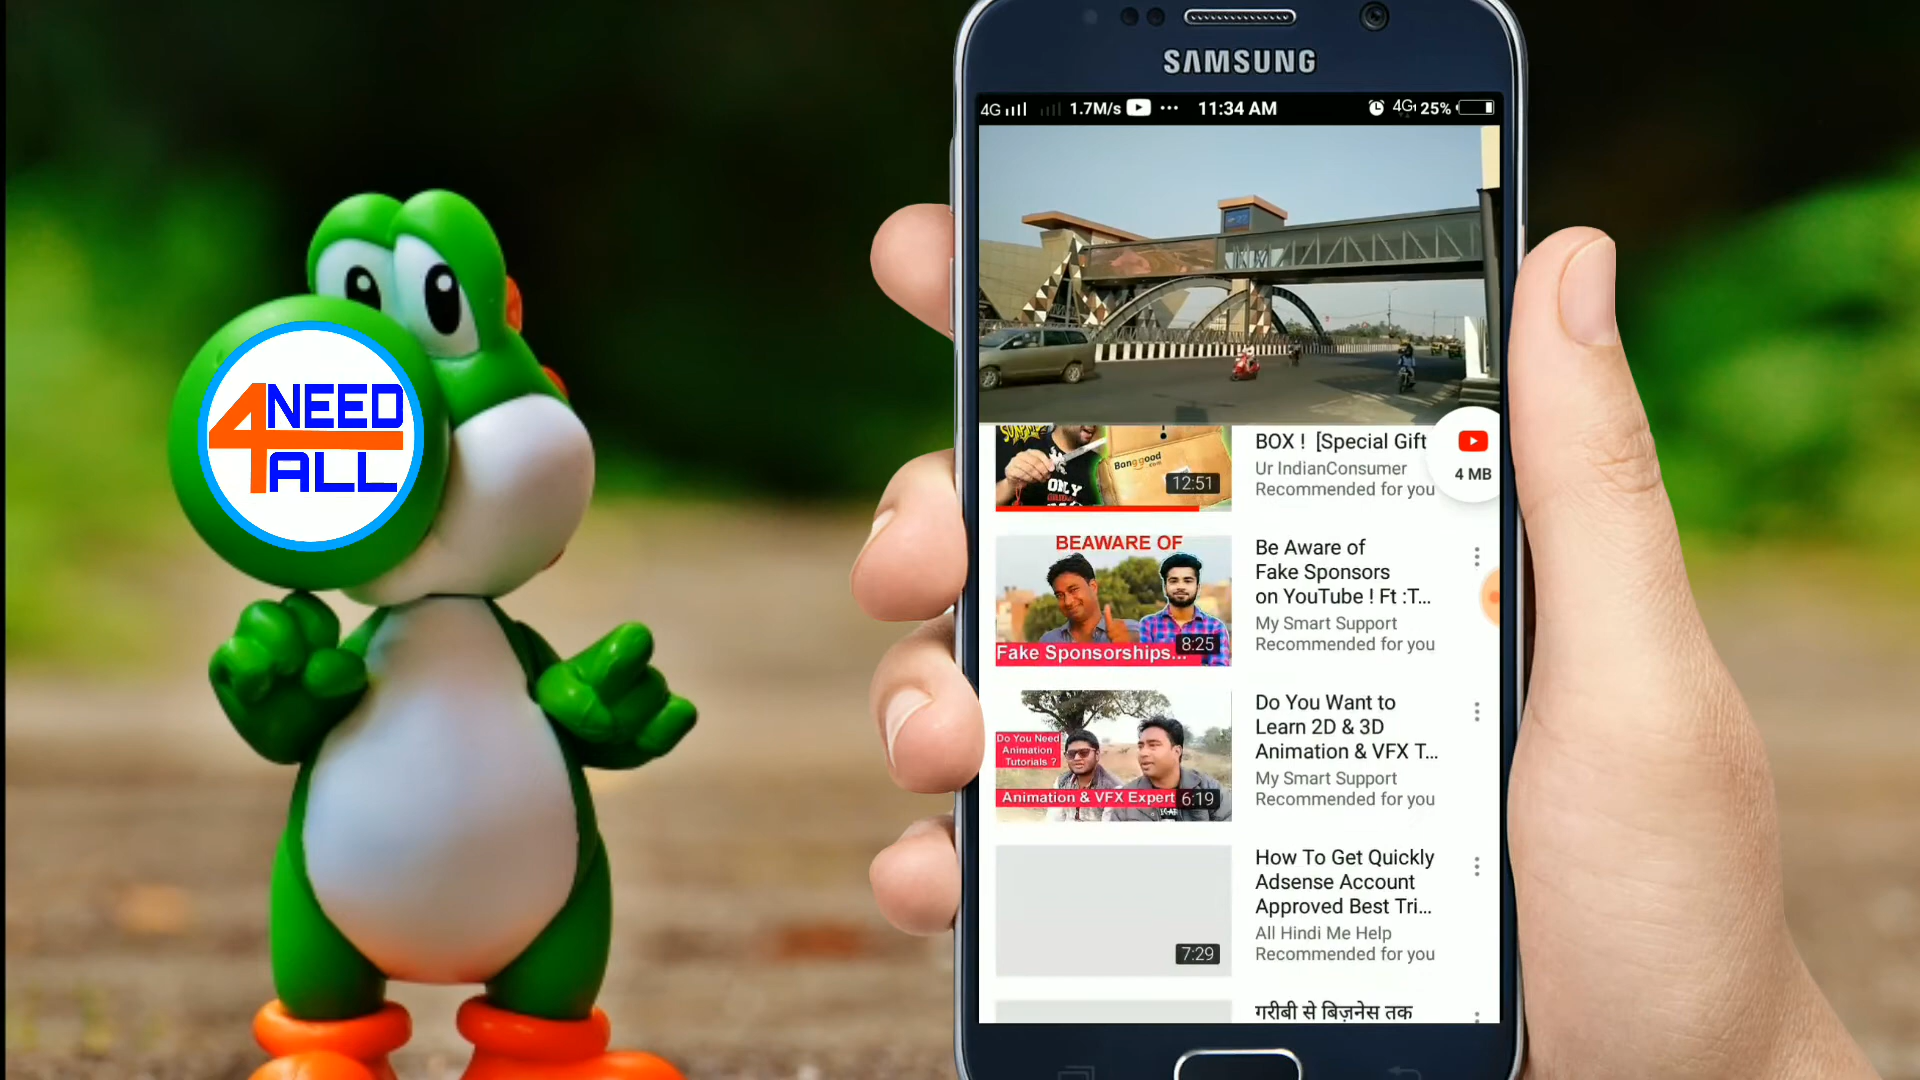 4NEED
ALL
SAMSUNG
4G 1.7M/s ... 11:34 AM 4G 25%
BOX ! [Special Gift
Ur IndianConsumer
Recommended for you
4 MB
Banggood
.com
ONLY
12:51
BEAWARE OF
Fake Sponsorships...
8:25
Be Aware of
Fake Sponsors
on YouTube ! Ft :T...
My Smart Support
Recommended for you
Do You Need
Animation
Tutorials ?
Animation & VFX Expert
6:19
Do You Want to
Learn 2D & 3D
Animation & VFX T...
My Smart Support
Recommended for you
7:29
How To Get Quickly
Adsense Account
Approved Best Tri...
All Hindi Me Help
Recommended for you
गरीबी से बिज़नेस तक